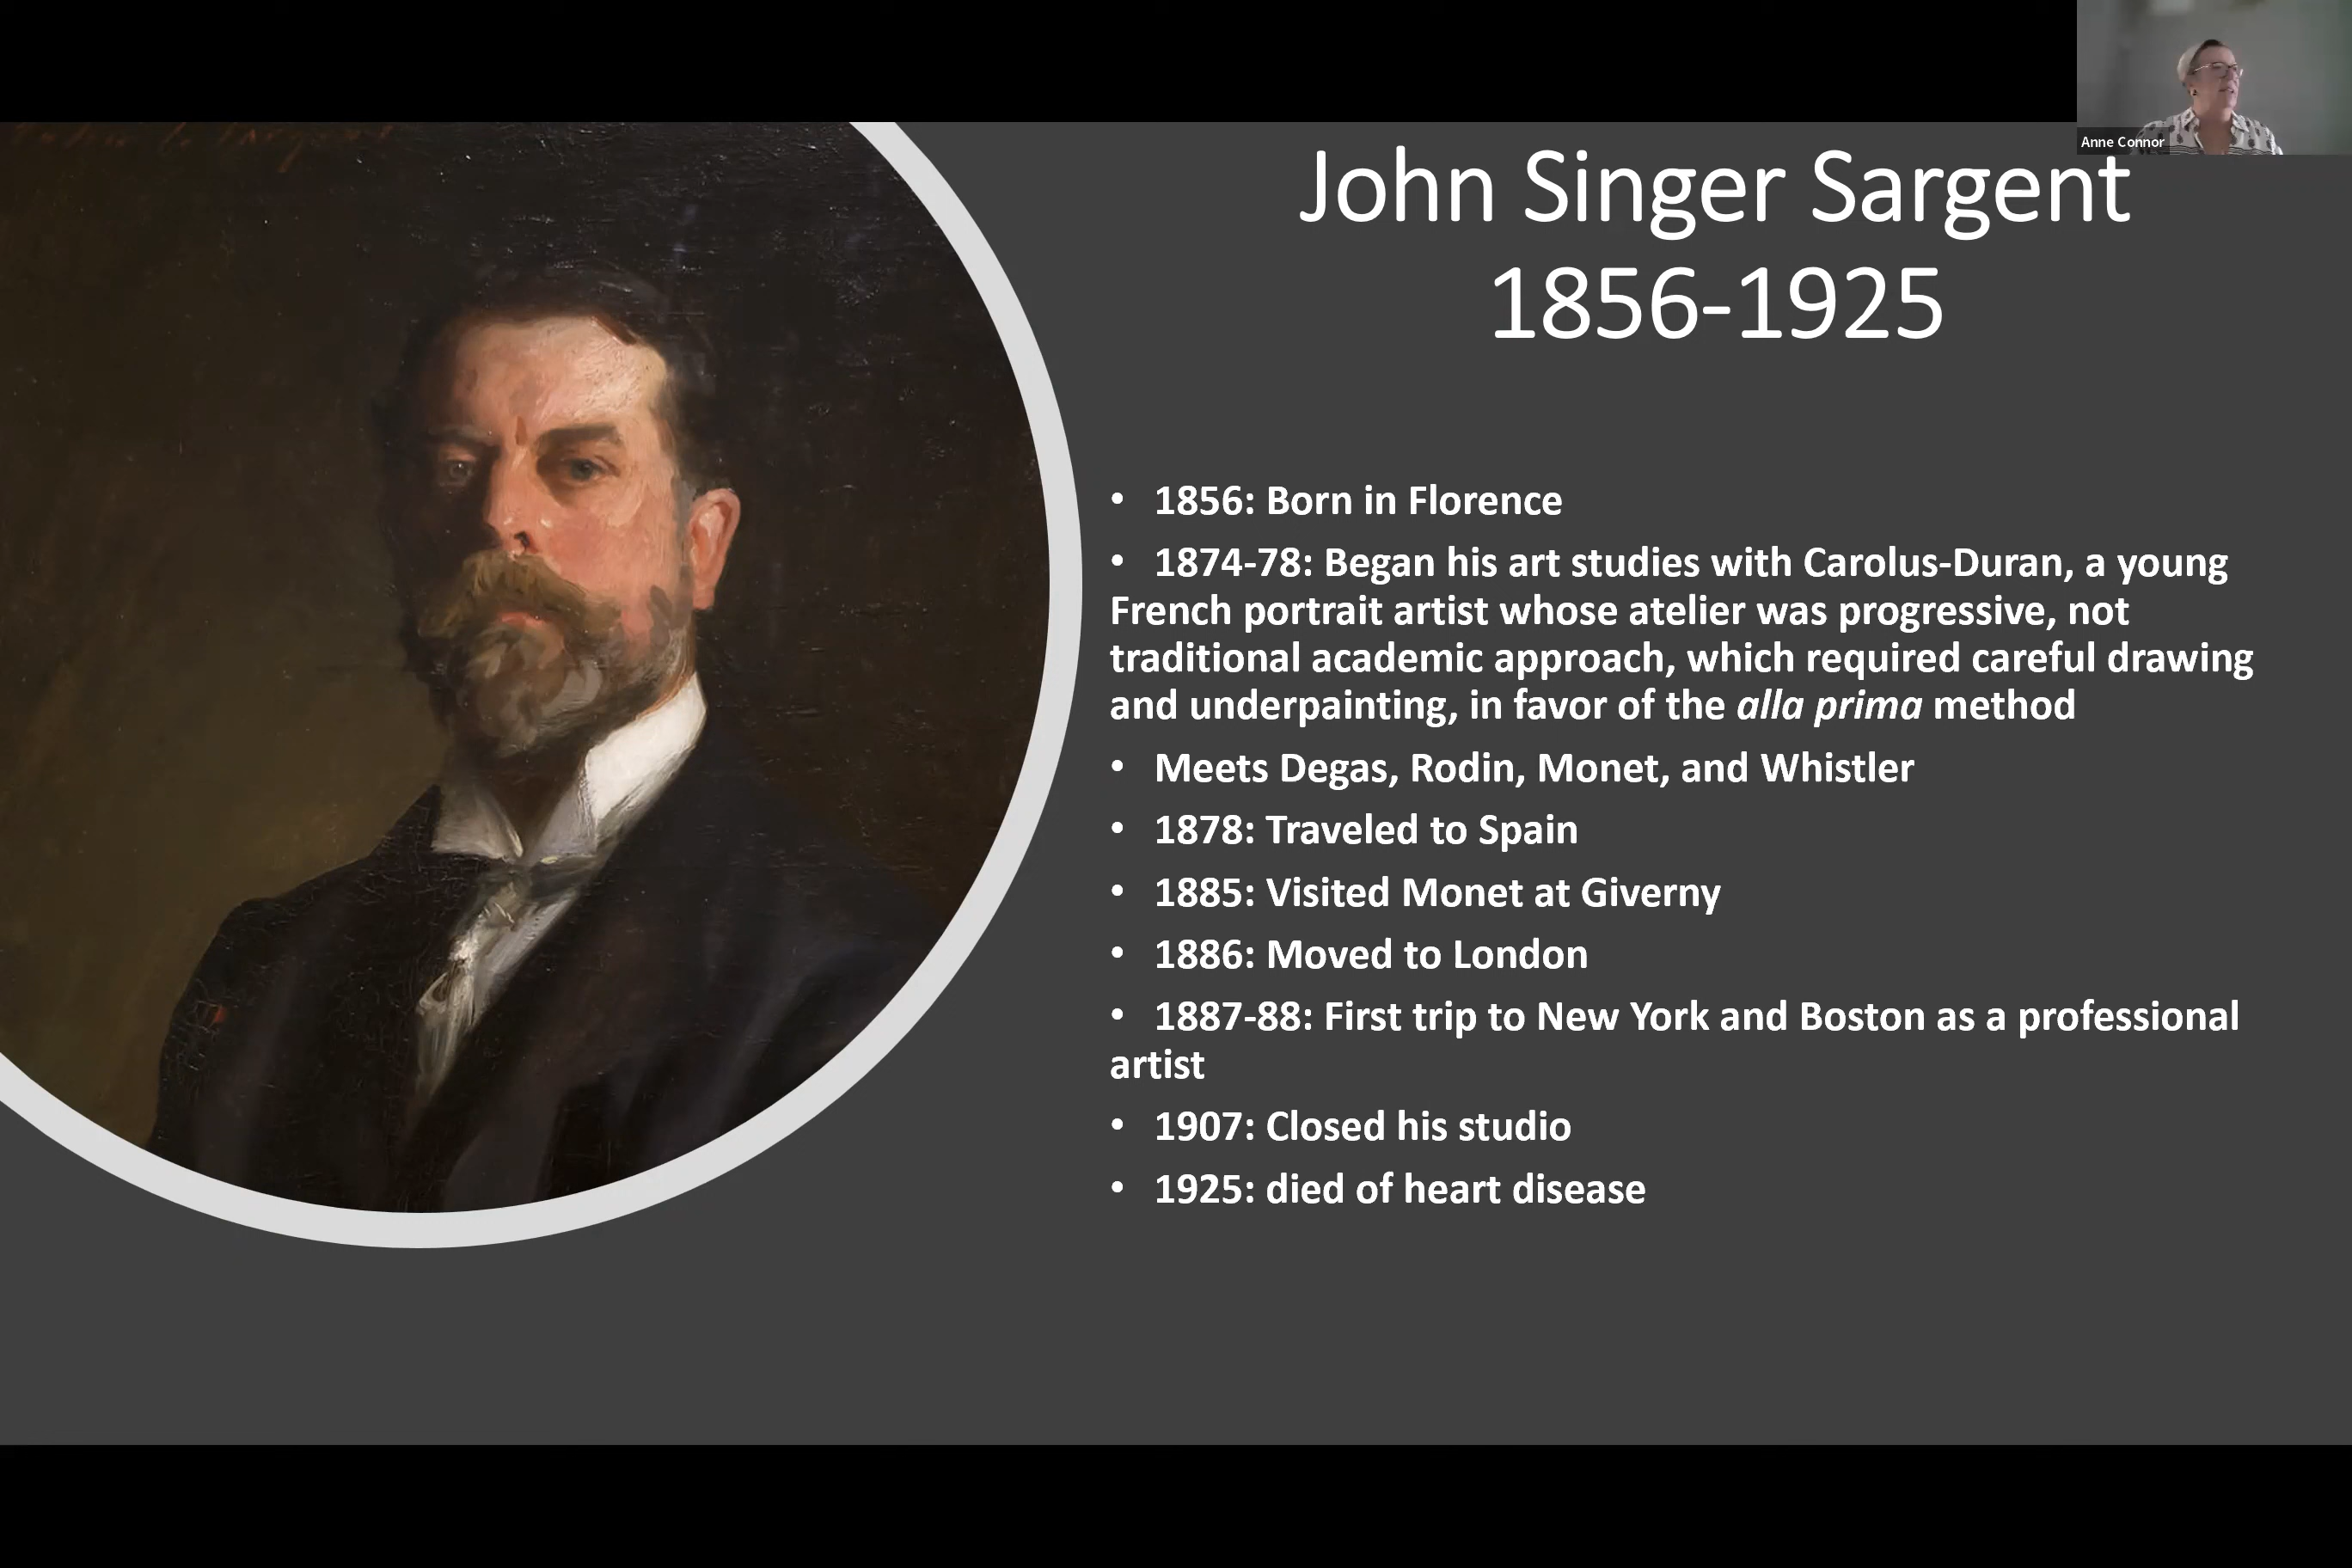 John S. Sargent
Anne Connor
John Singer Sargent
1856-1925
• 1856: Born in Florence
• 1874-78: Began his art studies with Carolus-Duran, a young
French portrait artist whose atelier was progressive, not
traditional academic approach, which required careful drawing
and underpainting, in favor of the alla prima method
• Meets Degas, Rodin, Monet, and Whistler
• 1878: Traveled to Spain
• 1885: Visited Monet at Giverny
• 1886: Moved to London
• 1887-88: First trip to New York and Boston as a professional
artist
• 1907: Closed his studio
• 1925: died of heart disease